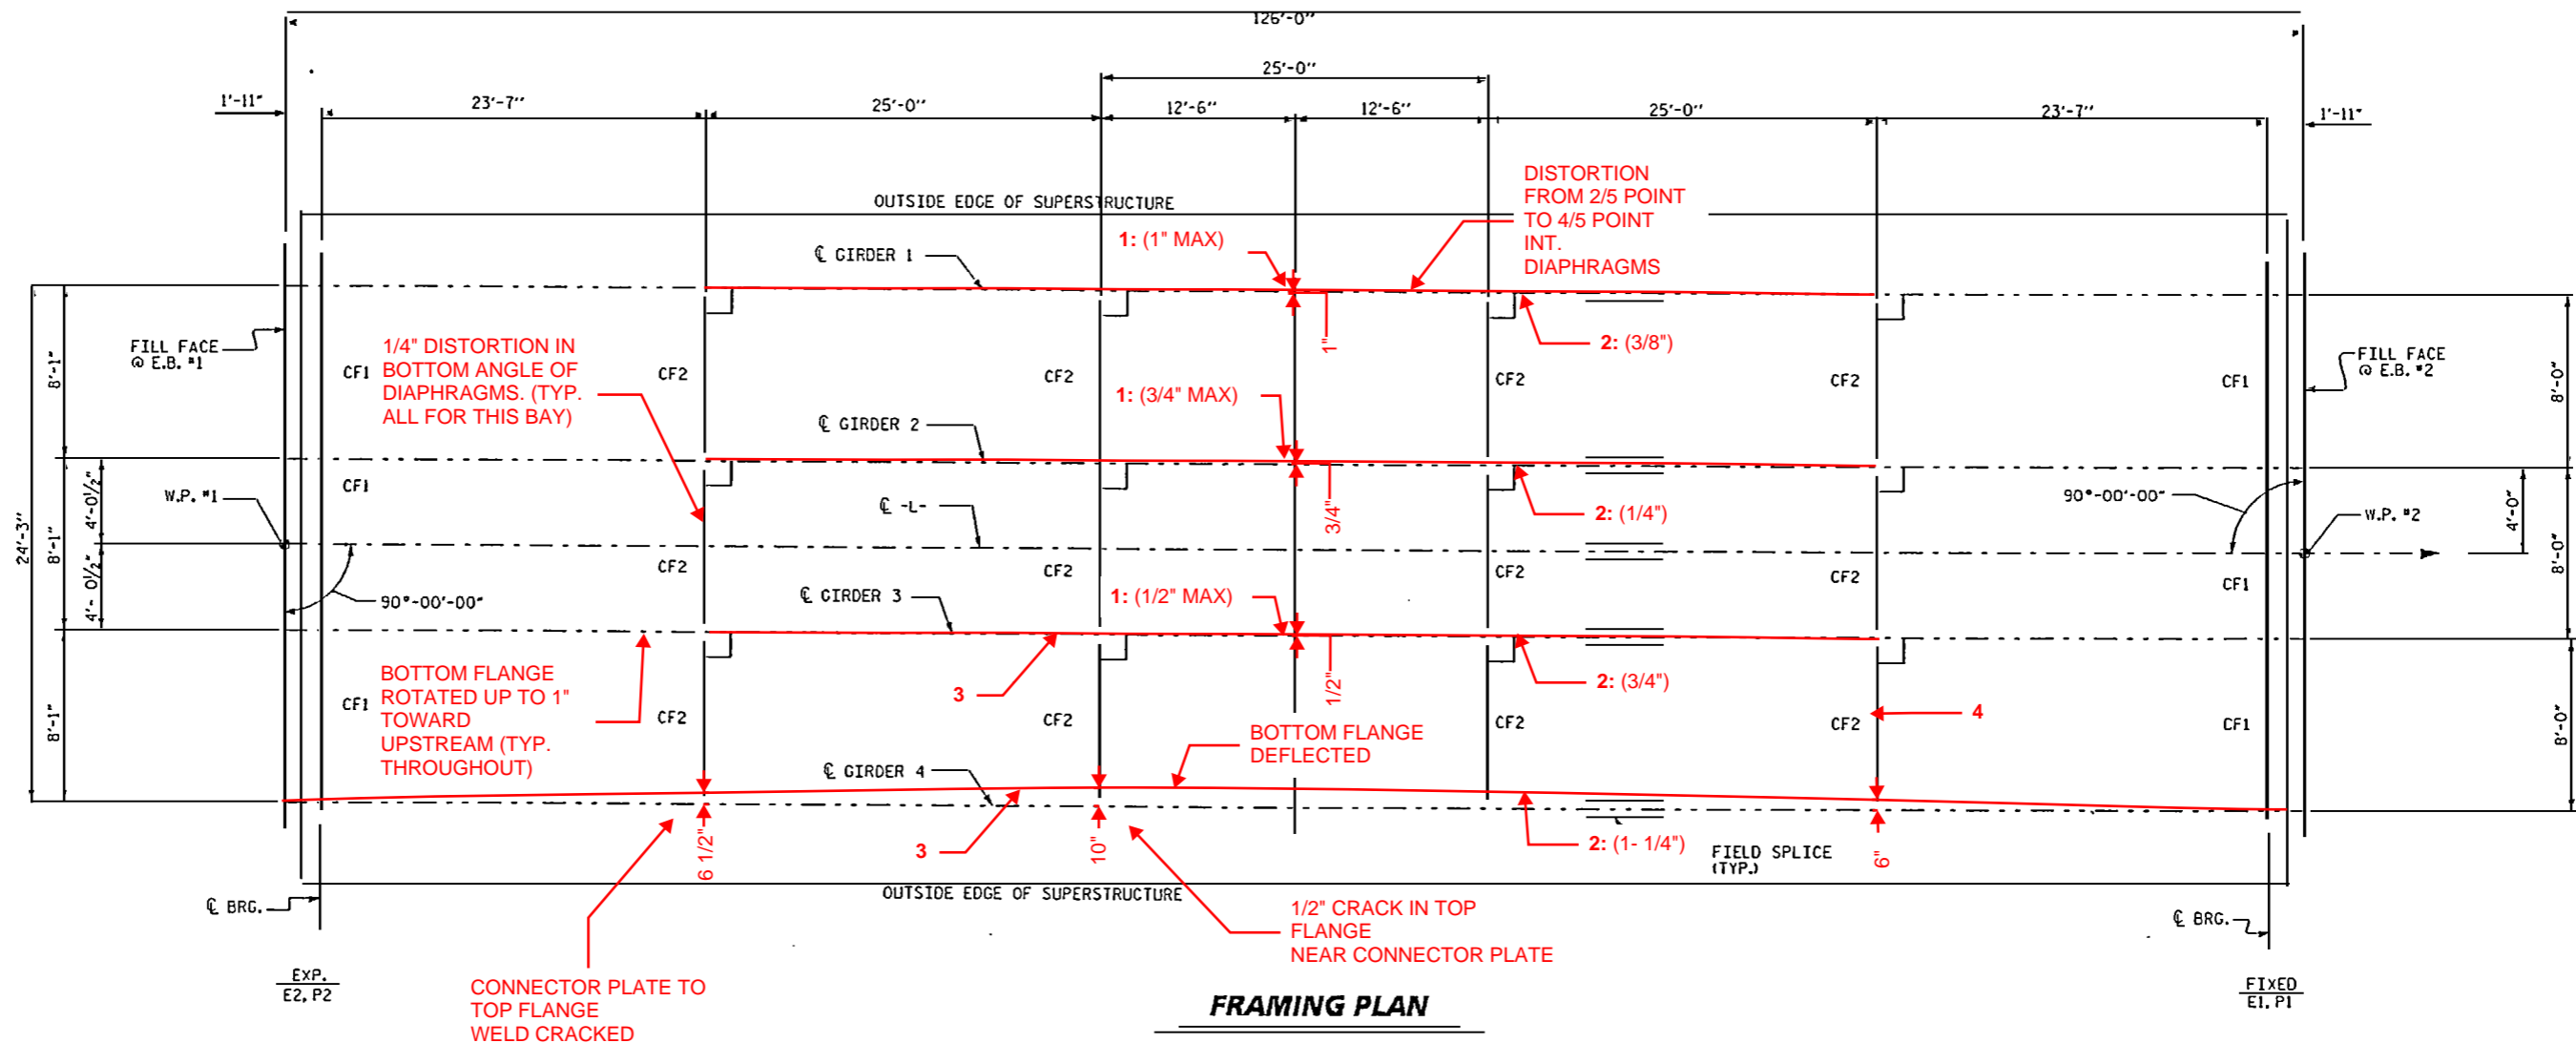 126'-0"
25'-0"
1'-11"
23'-7"
25'-0"
12'-6"
12'-6"
25'-0"
23'-7"
1'-11"
DISTORTION
FROM 2/5 POINT
TO 4/5 POINT
INT.
DIAPHRAGMS
OUTSIDE EDGE OF SUPERSTRUCTURE
1: (1" MAX)
℄ GIRDER 1
1"
2: (3/8")
FILL FACE
@ E.B. #1
8'-1"
1/4" DISTORTION IN
BOTTOM ANGLE OF
DIAPHRAGMS. (TYP.
ALL FOR THIS BAY)
CF1
CF2
CF2
CF2
CF2
CF1
FILL FACE
@ E.B. #2
8'-0"
1: (3/4" MAX)
℄ GIRDER 2
3/4"
2: (1/4")
CF1
W.P. #1
24'-3"
8'-1"
4'-0½"
4'- 0½"
℄ -L-
90°-00'-00"
W.P. #2
4'-0"
8'-0"
CF2
CF2
CF2
CF2
CF1
90°-00'-00"
℄ GIRDER 3
1: (1/2" MAX)
1/2"
2: (3/4")
8'-1"
BOTTOM FLANGE
ROTATED UP TO 1"
TOWARD
UPSTREAM (TYP.
THROUGHOUT)
CF1
CF2
3
CF2
CF2
CF2
4
CF1
8'-0"
BOTTOM FLANGE
DEFLECTED
℄ GIRDER 4
6 1/2"
3
10"
2: (1- 1/4")
FIELD SPLICE
(TYP.)
6"
OUTSIDE EDGE OF SUPERSTRUCTURE
℄ BRG.
1/2" CRACK IN TOP
FLANGE
NEAR CONNECTOR PLATE
℄ BRG.
EXP.
E2, P2
CONNECTOR PLATE TO
TOP FLANGE
WELD CRACKED
FRAMING PLAN
FIXED
E1, P1